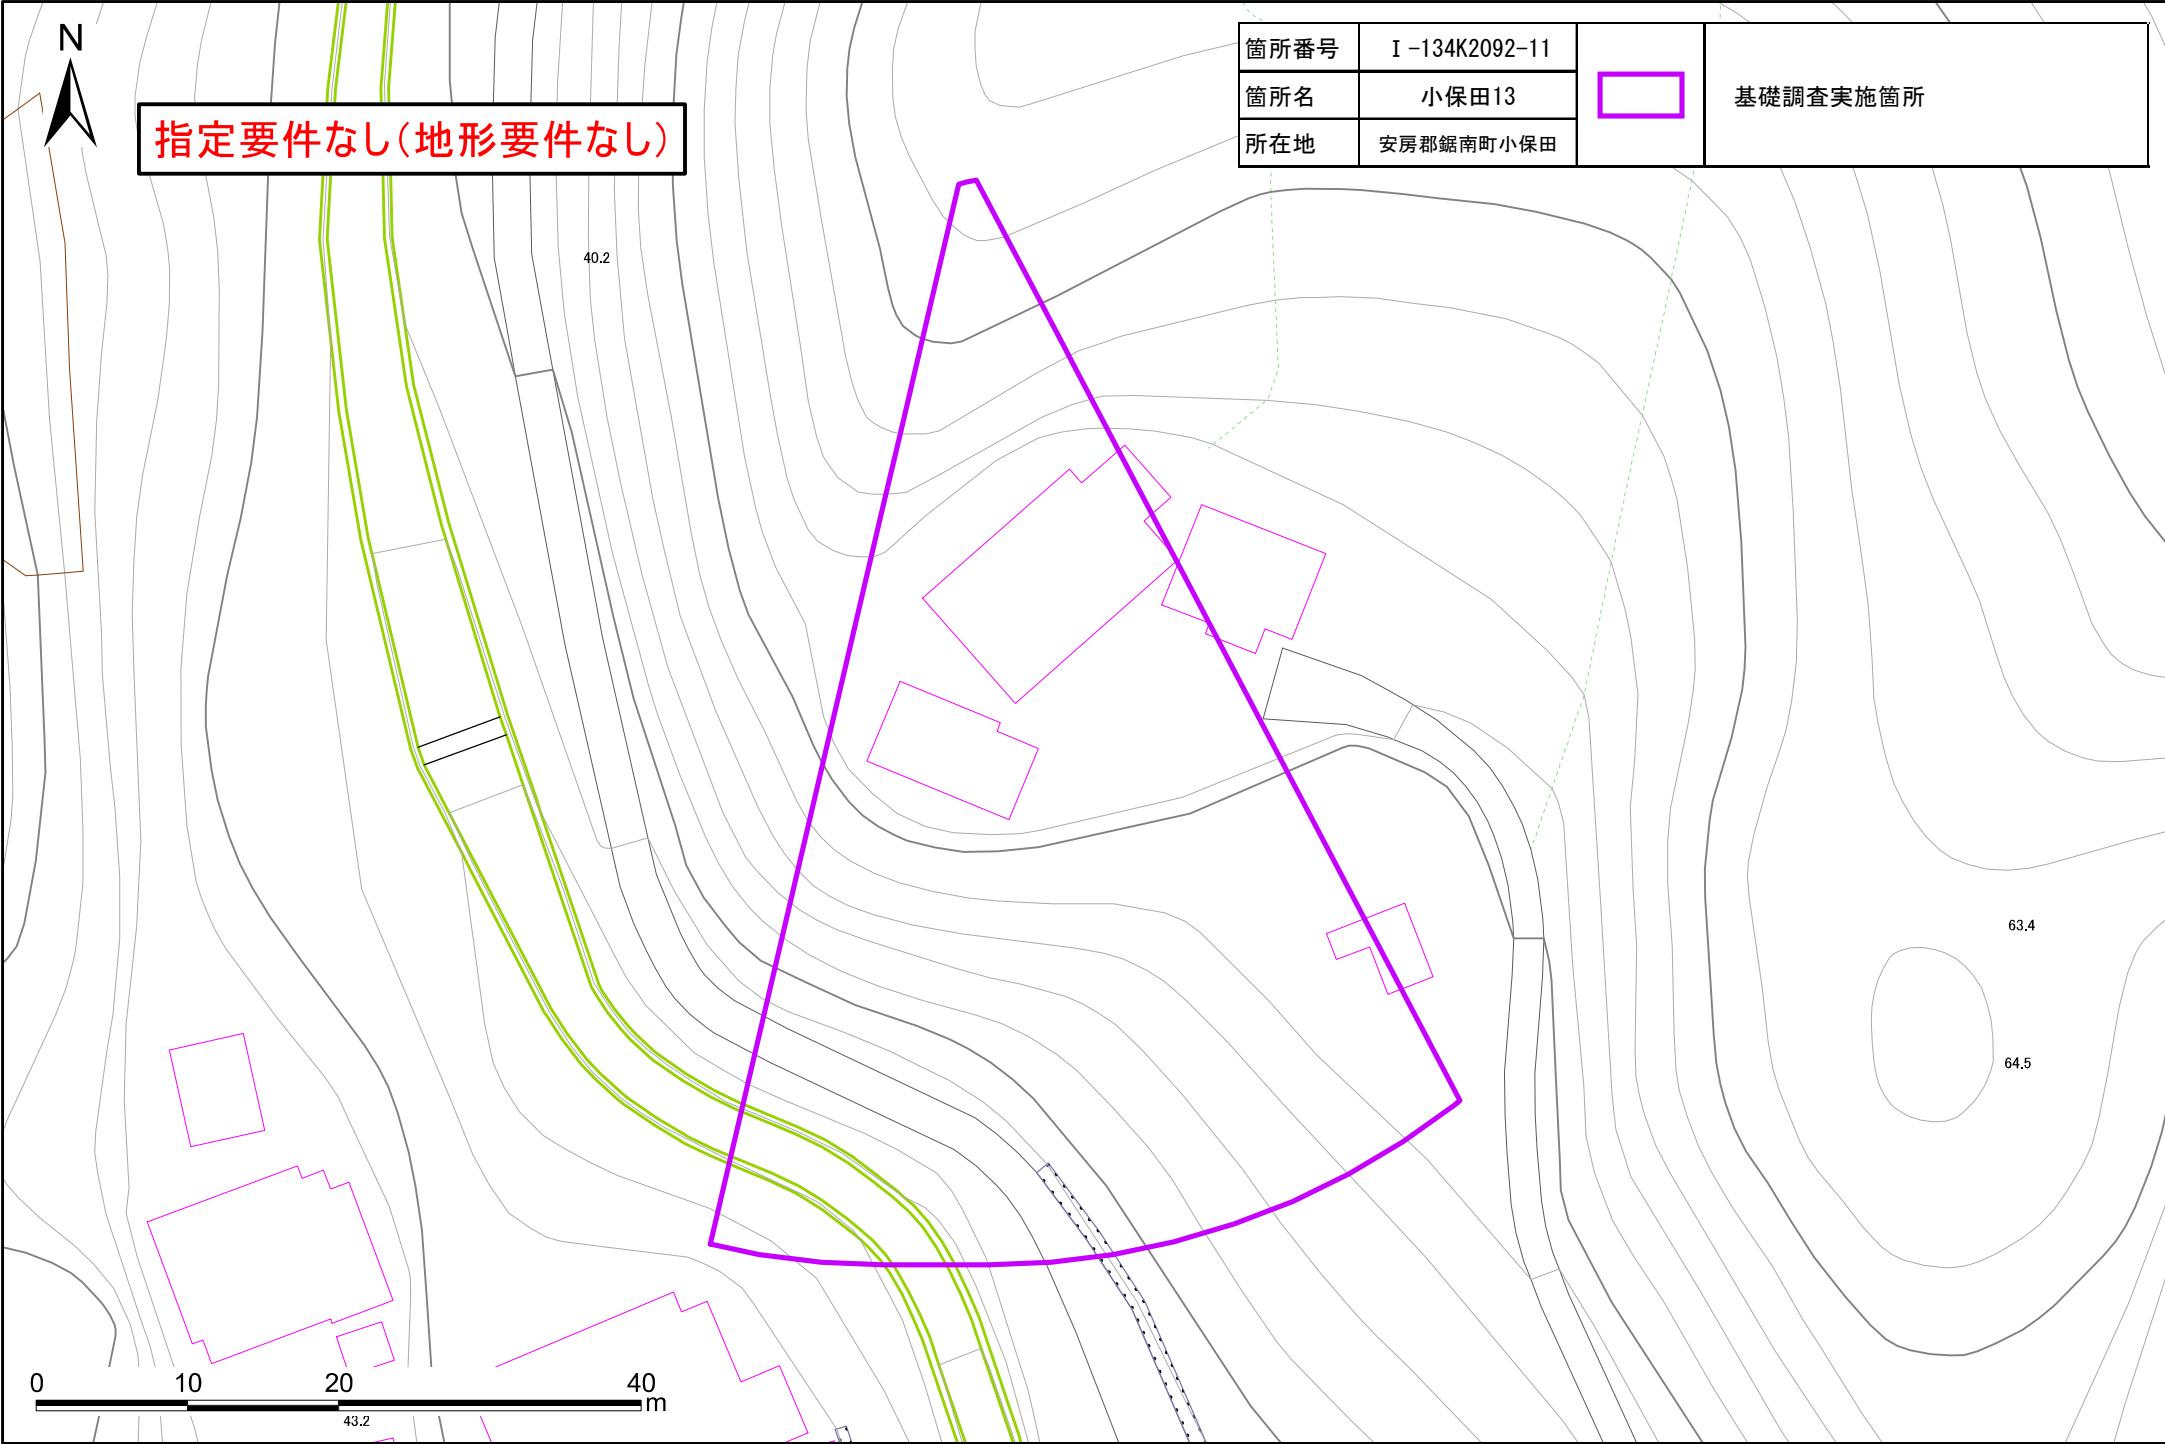 N
指定要件なし(地形要件なし)
箇所番号 Ⅰ-134K2092-11
箇所名 小保田13
所在地 安房郡鋸南町小保田
基礎調査実施箇所
40.2
63.4
64.5
0 10 20 40
m
43.2